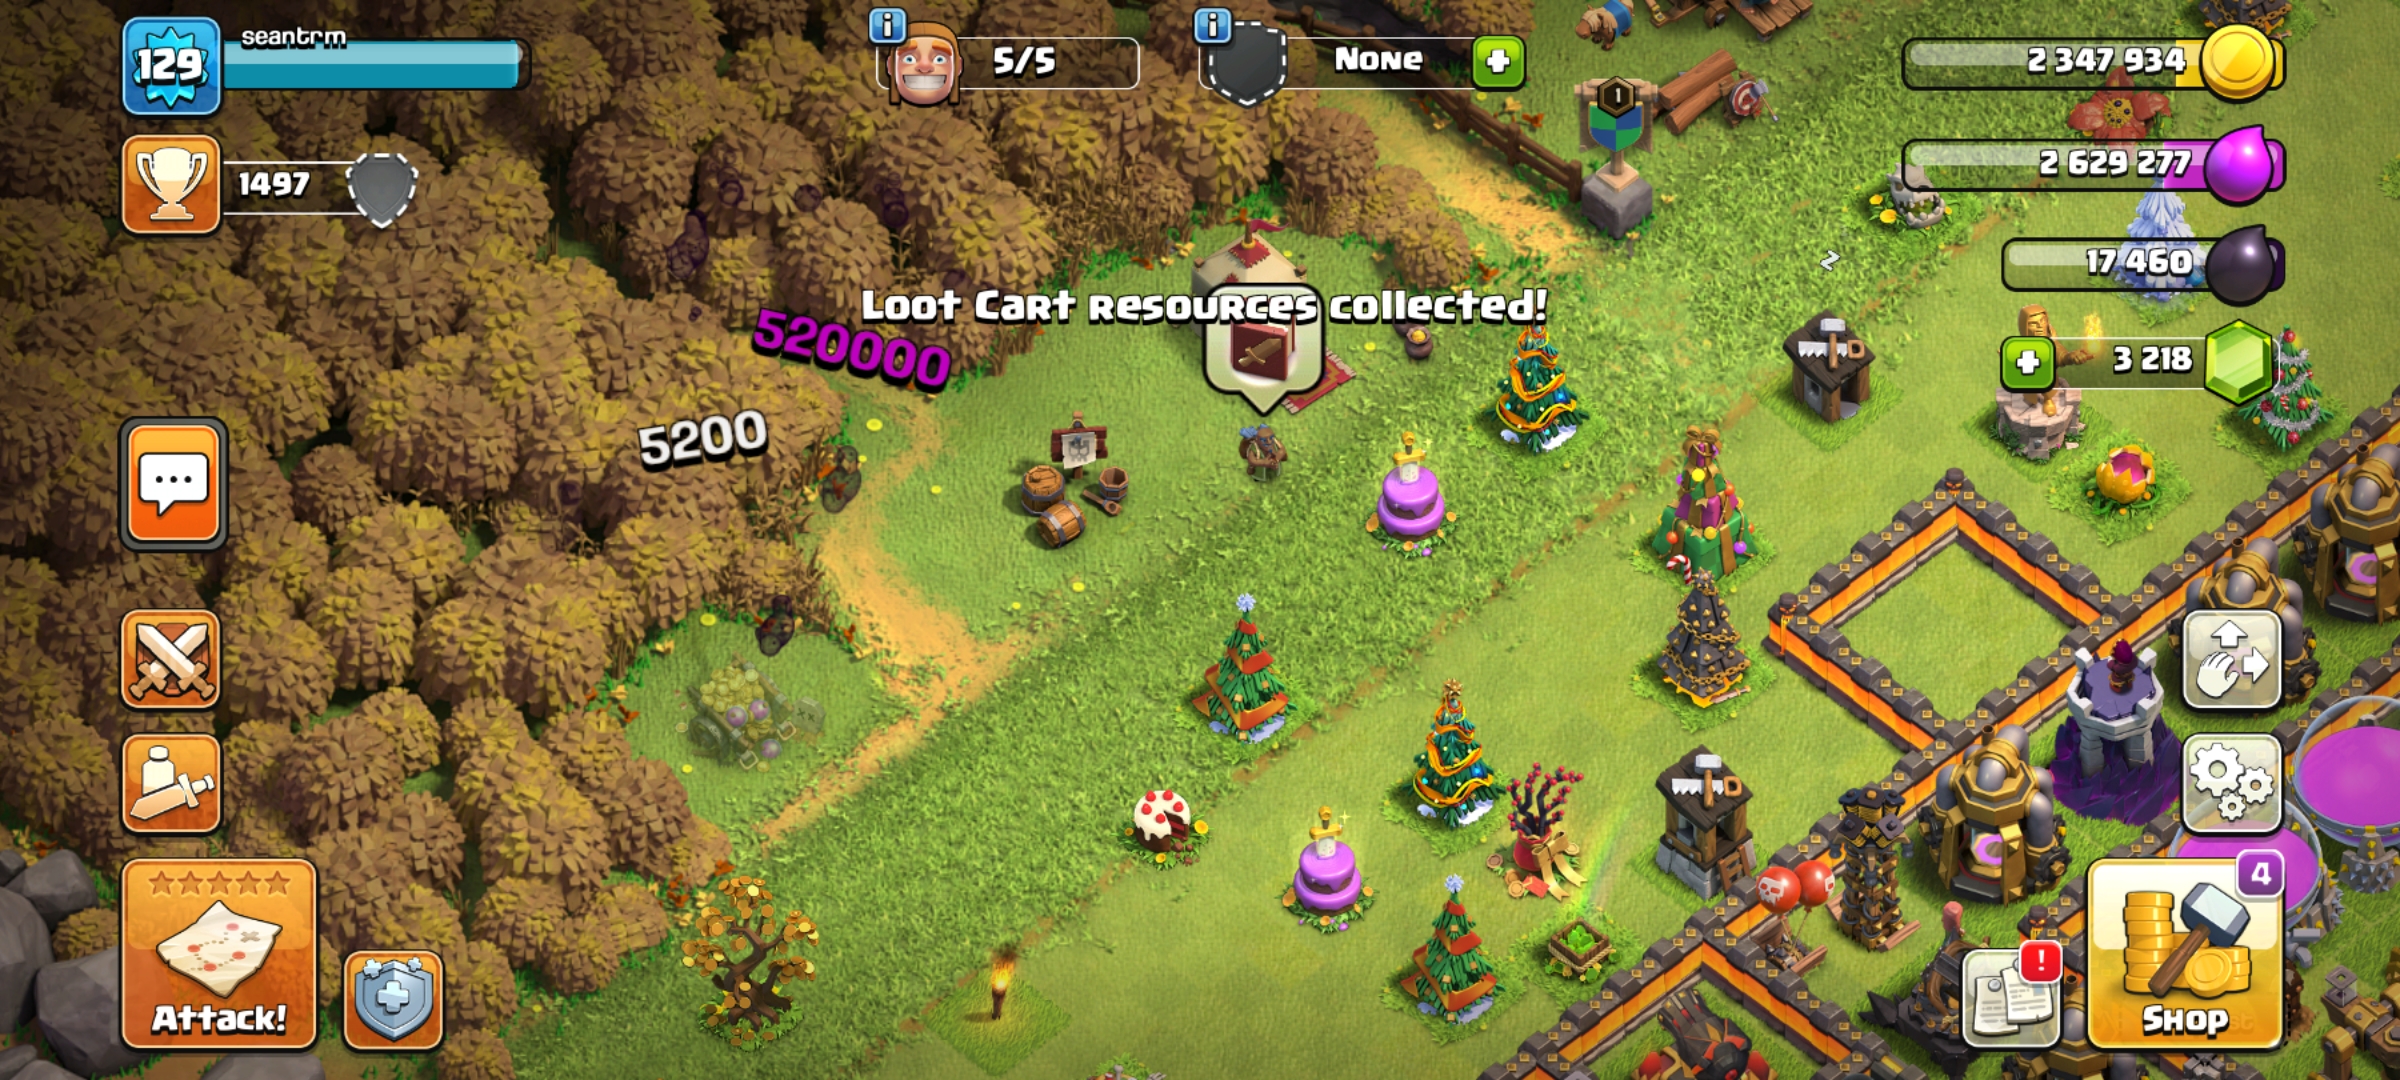 129
seantrm
5/5
None
2 347 934
1
1497
2 629 277
z
17 460
Loot Cart resources collected!
520000
3 218
5200
4
!
Attack!
Shop